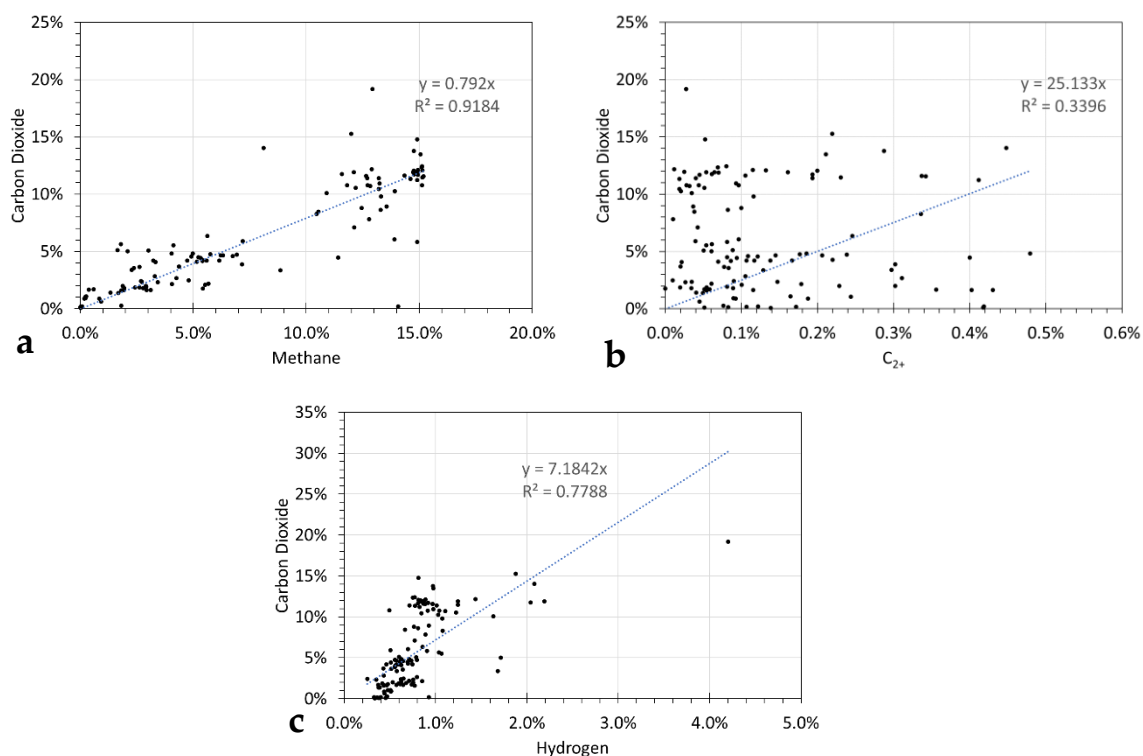 25%
20%
15%
10%
5%
0%
Carbon Dioxide
y = 0.792x
R² = 0.9184
0.0% 5.0% 10.0% 15.0% 20.0%
Methane
a
25%
20%
15%
10%
5%
0%
Carbon Dioxide
y = 25.133x
R² = 0.3396
0.0% 0.1% 0.2% 0.3% 0.4% 0.5% 0.6%
C₂₊
b
35%
30%
25%
20%
15%
10%
5%
0%
Carbon Dioxide
y = 7.1842x
R² = 0.7788
0.0% 1.0% 2.0% 3.0% 4.0% 5.0%
Hydrogen
c